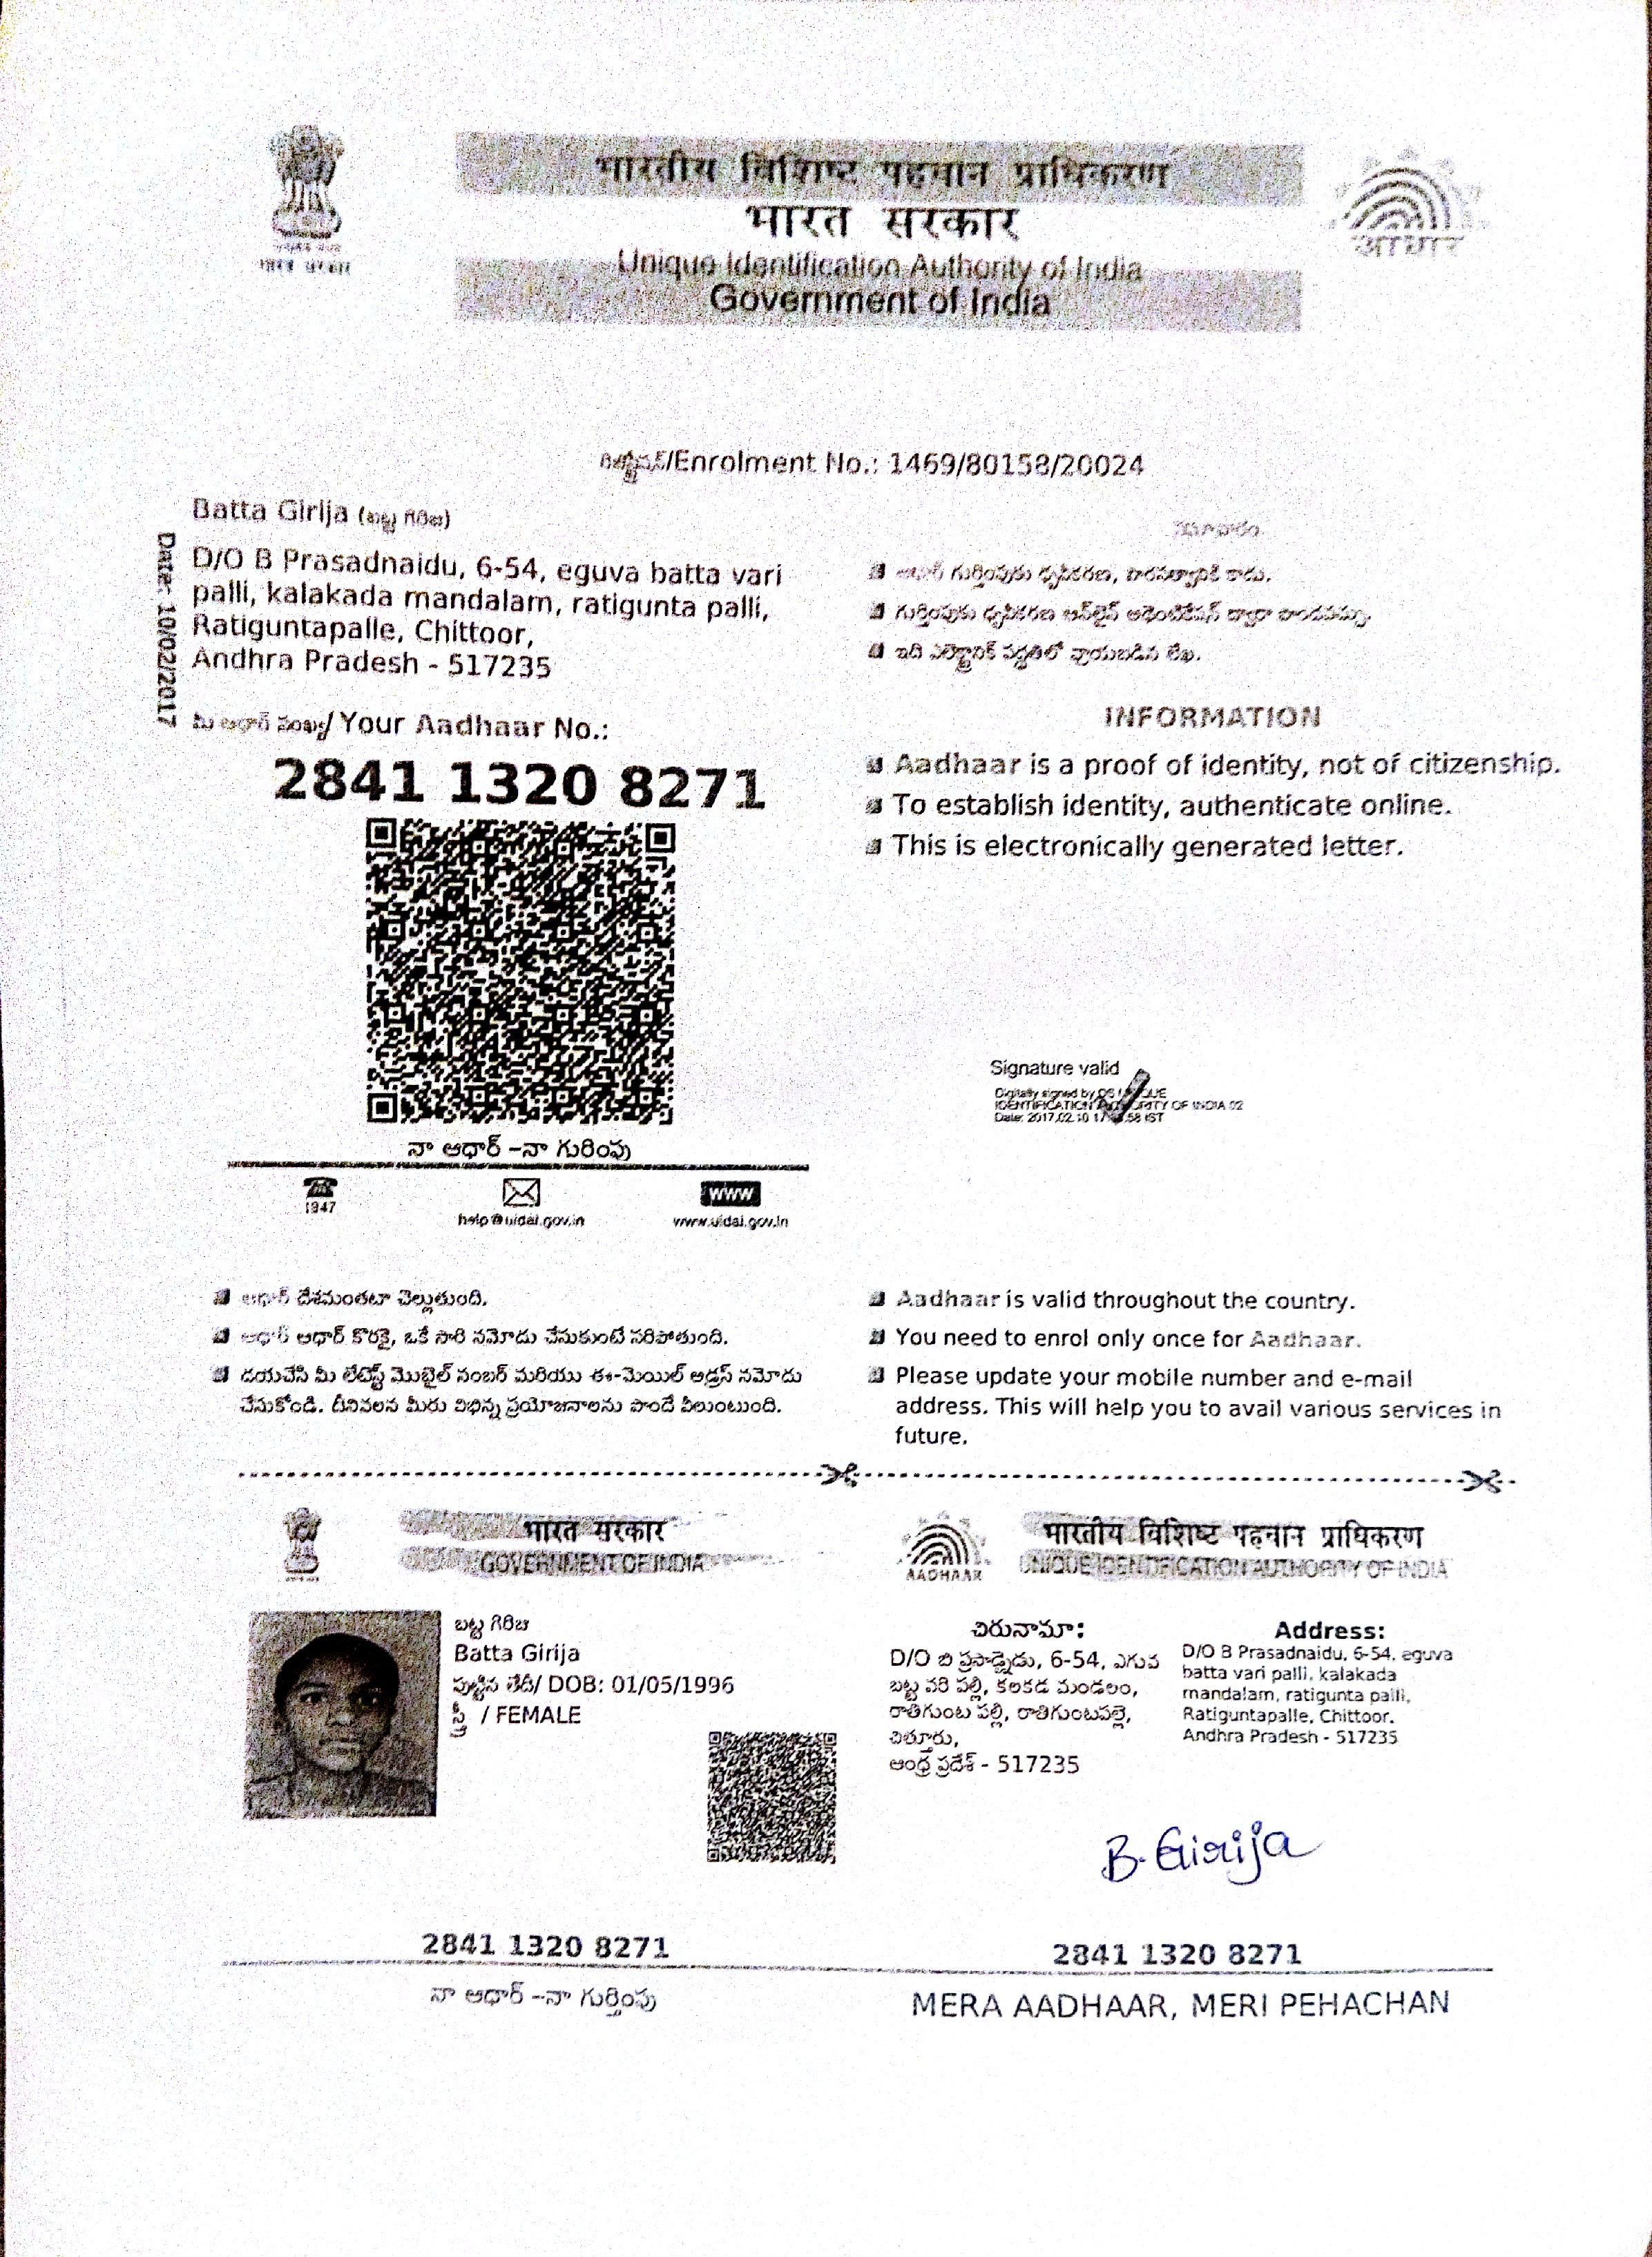 भारतीय विशिष्ट पहचान प्राधिकरण
भारत सरकार
Unique Identification Authority of India
Government of India
भारत सरकार
आधार
/Enrolment No.: 1469/80158/20024
Batta Girija (బట్ట గిరిజ)
D/O B Prasadnaidu, 6-54, eguva batta vari
palli, kalakada mandalam, ratigunta palli,
Ratiguntapalle, Chittoor,
Andhra Pradesh - 517235
Date: 10/02/2017
మీ ఆధార్ సంఖ్య/ Your Aadhaar No.:
2841 1320 8271
నా ఆధార్ –నా గుర్తింపు
1947
help@uidai.gov.in
www
www.uidai.gov.in
సమాచారం
ఆధార్ గుర్తింపుకు ధృవీకరణ, పౌరసత్వానికి కాదు.
గుర్తింపుకు ధృవీకరణ ఆన్‌లైన్ అథెంటికేషన్ ద్వారా పొందవచ్చు.
ఇది ఎలెక్ట్రానిక్ పద్ధతిలో వ్రాయబడిన లేఖ.
INFORMATION
Aadhaar is a proof of identity, not of citizenship.
To establish identity, authenticate online.
This is electronically generated letter.
Signature valid
Digitally signed by DS
IDENTIFICATION AUTHORITY OF INDIA 02
Date: 2017.02.10
ఆధార్ దేశమంతటా చెల్లుతుంది.
ఆధార్ ఆధార్ కొరకై, ఒకే సారి నమోదు చేసుకుంటే సరిపోతుంది.
దయచేసి మీ లేటెస్ట్ మొబైల్ నంబర్ మరియు ఈ-మెయిల్ అడ్రస్ నమోదు
చేసుకోండి. దీనివలన మీరు విభిన్న ప్రయోజనాలను పొందే వీలుంటుంది.
Aadhaar is valid throughout the country.
You need to enrol only once for Aadhaar.
Please update your mobile number and e-mail
address. This will help you to avail various services in
future.
भारत सरकार
GOVERNMENT OF INDIA
బట్ట గిరిజ
Batta Girija
పుట్టిన తేదీ/ DOB: 01/05/1996
స్త్రీ / FEMALE
2841 1320 8271
నా ఆధార్ –నా గుర్తింపు
AADHAAR
भारतीय विशिष्ट पहचान प्राधिकरण
UNIQUE IDENTIFICATION AUTHORITY OF INDIA
చిరునామా:
D/O బి ప్రసాద్నైడు, 6-54, ఎగువ
బట్ట వరి పల్లి, కలకడ మండలం,
రాతిగుంట పల్లి, రాతిగుంటపల్లె,
చిత్తూరు,
ఆంధ్ర ప్రదేశ్ - 517235
Address:
D/O B Prasadnaidu, 6-54, eguva
batta vari palli, kalakada
mandalam, ratigunta palli,
Ratiguntapalle, Chittoor,
Andhra Pradesh - 517235
B. Girija
2841 1320 8271
MERA AADHAAR, MERI PEHACHAN